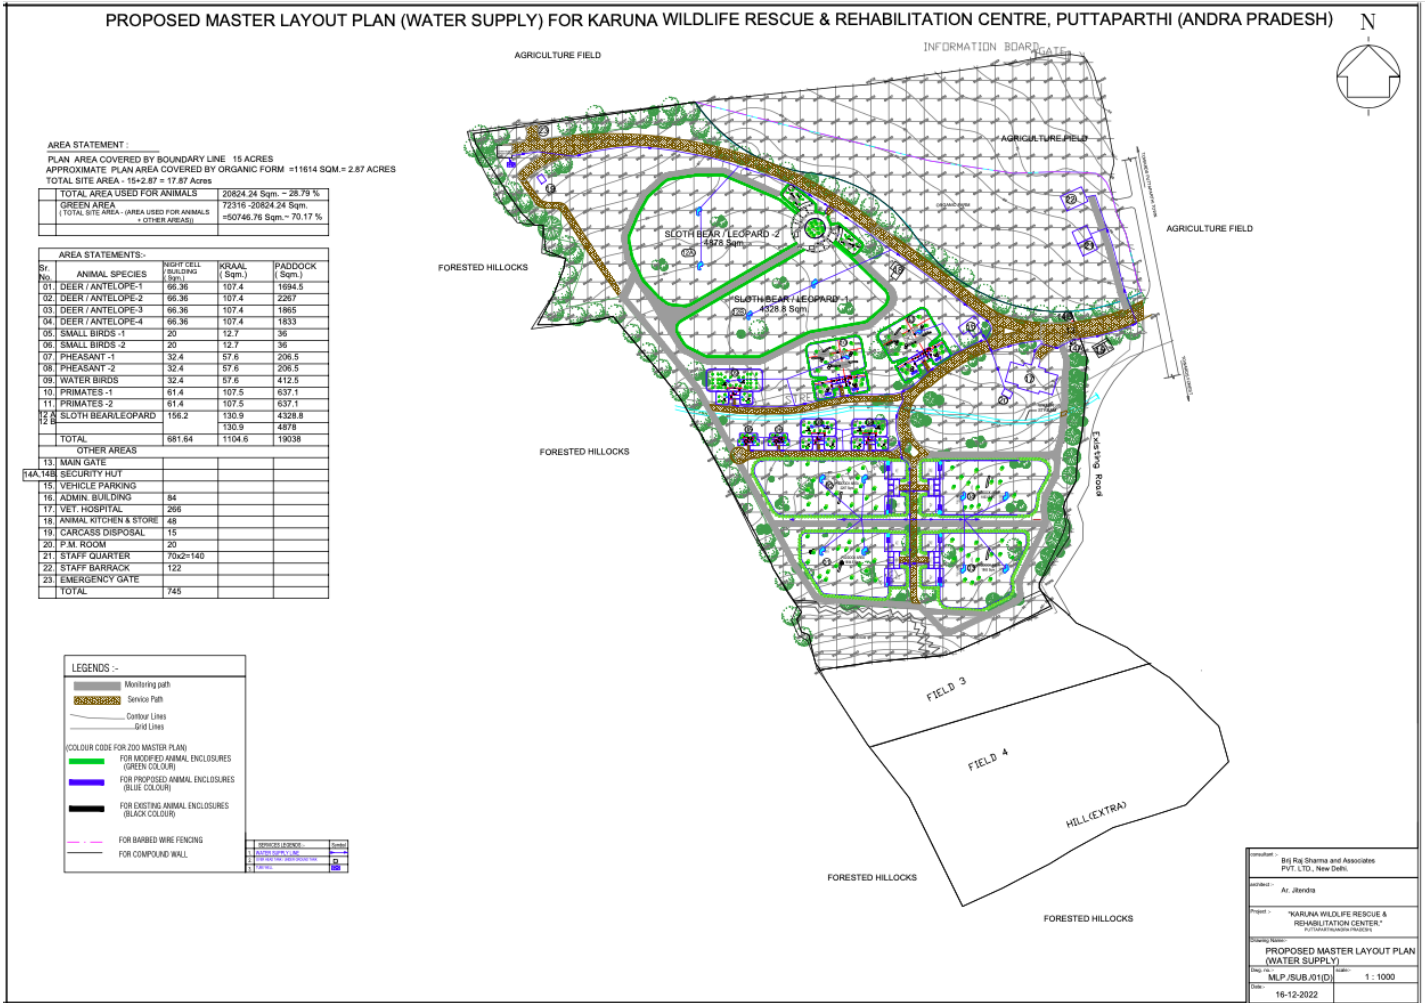 PROPOSED MASTER LAYOUT PLAN (WATER SUPPLY) FOR KARUNA WILDLIFE RESCUE & REHABILITATION CENTRE, PUTTAPARTHI (ANDRA PRADESH)
N
INFORMATION BOARD
GATE
AGRICULTURE FIELD
AGRICULTURE FIELD
AGRICULTURE FIELD
FORESTED HILLOCKS
FORESTED HILLOCKS
FORESTED HILLOCKS
FORESTED HILLOCKS
SLOTH BEAR / LEOPARD -2
4878 Sqm
SLOTH BEAR / LEOPARD
4328.8 Sqm
Existing Road
FIELD 3
FIELD 4
HILL(EXTRA)
AREA STATEMENT :
PLAN AREA COVERED BY BOUNDARY LINE 15 ACRES
APPROXIMATE PLAN AREA COVERED BY ORGANIC FORM =11614 SQM.= 2.87 ACRES
TOTAL SITE AREA - 15+2.87 = 17.87 Acres
TOTAL AREA USED FOR ANIMALS 20824.24 Sqm. ~ 28.79 %
GREEN AREA 72316 -20824.24 Sqm.
( TOTAL SITE AREA - (AREA USED FOR ANIMALS + OTHER AREAS)) =50746.76 Sqm.~ 70.17 %
AREA STATEMENTS:-
Sr. No. ANIMAL SPECIES NIGHT CELL / BUILDING (Sqm.) KRAAL ( Sqm.) PADDOCK ( Sqm.)
01. DEER / ANTELOPE-1 66.36 107.4 1694.5
02. DEER / ANTELOPE-2 66.36 107.4 2267
03. DEER / ANTELOPE-3 66.36 107.4 1865
04. DEER / ANTELOPE-4 66.36 107.4 1833
05. SMALL BIRDS -1 20 12.7 36
06. SMALL BIRDS -2 20 12.7 36
07. PHEASANT -1 32.4 57.6 206.5
08. PHEASANT -2 32.4 57.6 206.5
09. WATER BIRDS 32.4 57.6 412.5
10. PRIMATES -1 61.4 107.5 637.1
11. PRIMATES -2 61.4 107.5 637.1
12 A SLOTH BEAR/LEOPARD 156.2 130.9 4328.8
12 B 130.9 4878
TOTAL 681.64 1104.6 19038
OTHER AREAS
13. MAIN GATE
14A,14B. SECURITY HUT
15. VEHICLE PARKING
16. ADMIN. BUILDING 84
17. VET. HOSPITAL 266
18. ANIMAL KITCHEN & STORE 48
19. CARCASS DISPOSAL 15
20. P.M. ROOM 20
21. STAFF QUARTER 70x2=140
22. STAFF BARRACK 122
23. EMERGENCY GATE
TOTAL 745
LEGENDS :-
Monitoring path
Service Path
Contour Lines
Grid Lines
(COLOUR CODE FOR ZOO MASTER PLAN)
FOR MODIFIED ANIMAL ENCLOSURES
(GREEN COLOUR)
FOR PROPOSED ANIMAL ENCLOSURES
(BLUE COLOUR)
FOR EXISTING ANIMAL ENCLOSURES
(BLACK COLOUR)
FOR BARBED WIRE FENCING
FOR COMPOUND WALL
SERVICES LEGENDS :- Symbol
1. WATER SUPPLY LINE
consultant :-
Brij Raj Sharma and Associates
PVT. LTD., New Delhi.
architect :-
Ar. Jitendra
Project :-
"KARUNA WILDLIFE RESCUE &
REHABILITATION CENTER."
PUTTAPARTHI(ANDRA PRADESH)
Drawing Name:-
PROPOSED MASTER LAYOUT PLAN
(WATER SUPPLY)
Dwg. no.:- MLP./SUB./01(D) scale:- 1 : 1000
Date:-
16-12-2022